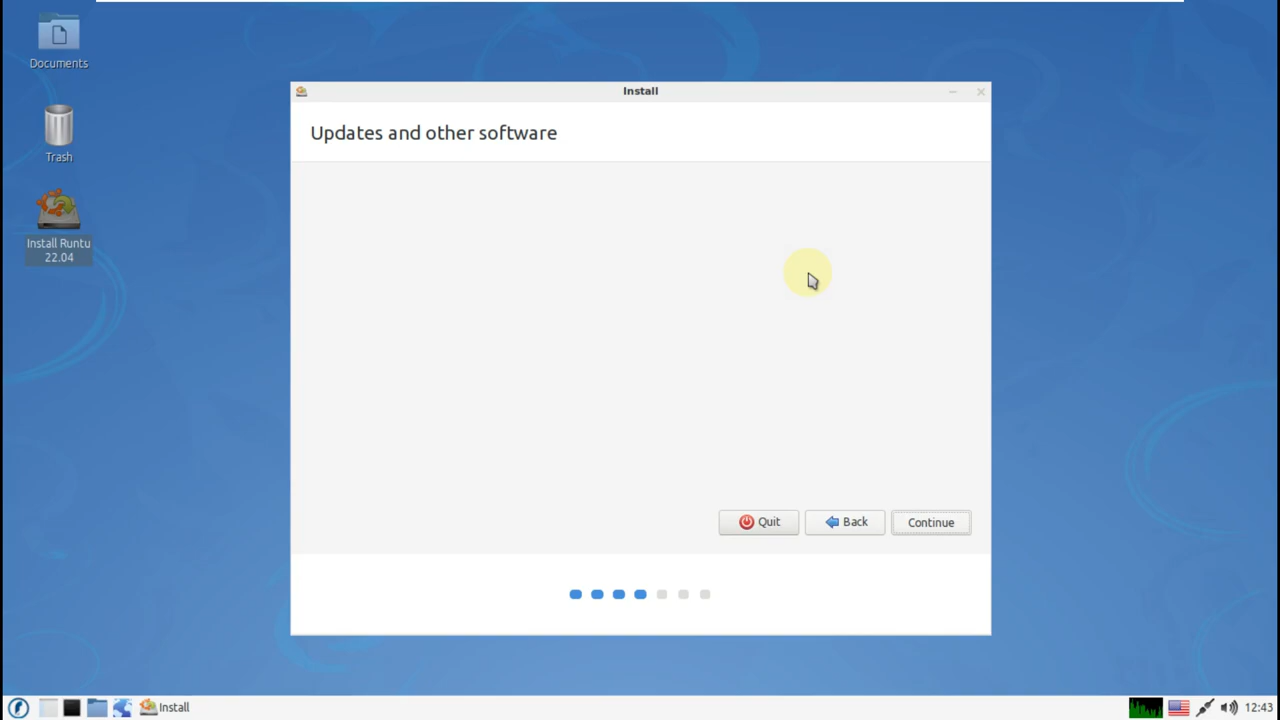 Documents
Trash
Install Runtu
22.04
Install
Updates and other software
Quit
Back
Continue
Install
12:43